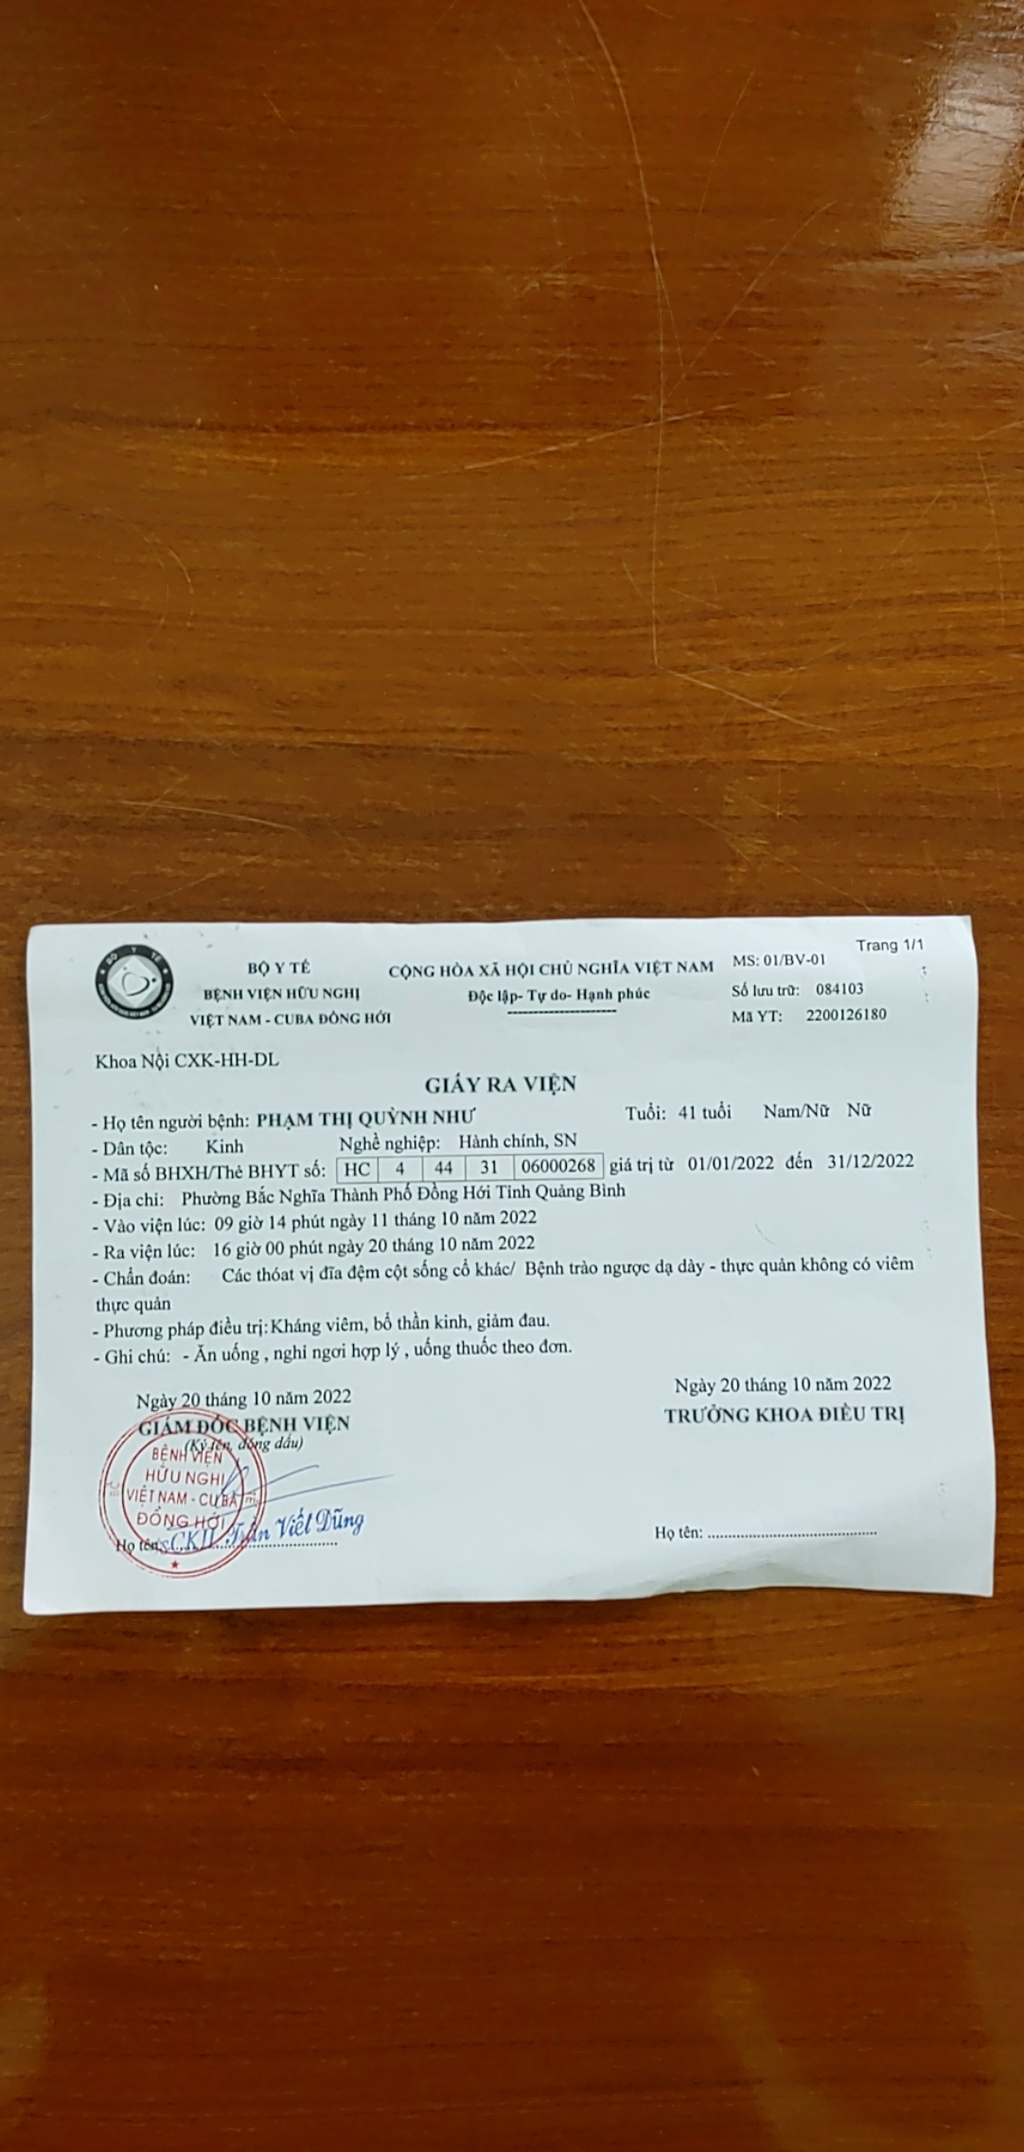 Trang 1/1
BỘ Y TẾ
BỆNH VIỆN HỮU NGHỊ
VIỆT NAM - CUBA ĐỒNG HỚI
CỘNG HÒA XÃ HỘI CHỦ NGHĨA VIỆT NAM
Độc lập- Tự do- Hạnh phúc
MS: 01/BV-01
Số lưu trữ: 084103
Mã YT: 2200126180
Khoa Nội CXK-HH-DL
GIẤY RA VIỆN
- Họ tên người bệnh: PHẠM THỊ QUỲNH NHƯ Tuổi: 41 tuổi Nam/Nữ Nữ
- Dân tộc: Kinh Nghề nghiệp: Hành chính, SN
- Mã số BHXH/Thẻ BHYT số: HC 4 44 31 06000268 giá trị từ 01/01/2022 đến 31/12/2022
- Địa chỉ: Phường Bắc Nghĩa Thành Phố Đồng Hới Tỉnh Quảng Bình
- Vào viện lúc: 09 giờ 14 phút ngày 11 tháng 10 năm 2022
- Ra viện lúc: 16 giờ 00 phút ngày 20 tháng 10 năm 2022
- Chẩn đoán: Các thóat vị đĩa đệm cột sống cổ khác/ Bệnh trào ngược dạ dày - thực quản không có viêm
thực quản
- Phương pháp điều trị: Kháng viêm, bổ thần kinh, giảm đau.
- Ghi chú: - Ăn uống , nghỉ ngơi hợp lý , uống thuốc theo đơn.
Ngày 20 tháng 10 năm 2022
GIÁM ĐỐC BỆNH VIỆN
(Ký tên, đóng dấu)
BỆNH VIỆN
HỮU NGHỊ
VIỆT NAM - CUBA
ĐỒNG HỚI
Họ tên: CKII. Trần Viết Dũng
Ngày 20 tháng 10 năm 2022
TRƯỞNG KHOA ĐIỀU TRỊ
Họ tên: ..........................................